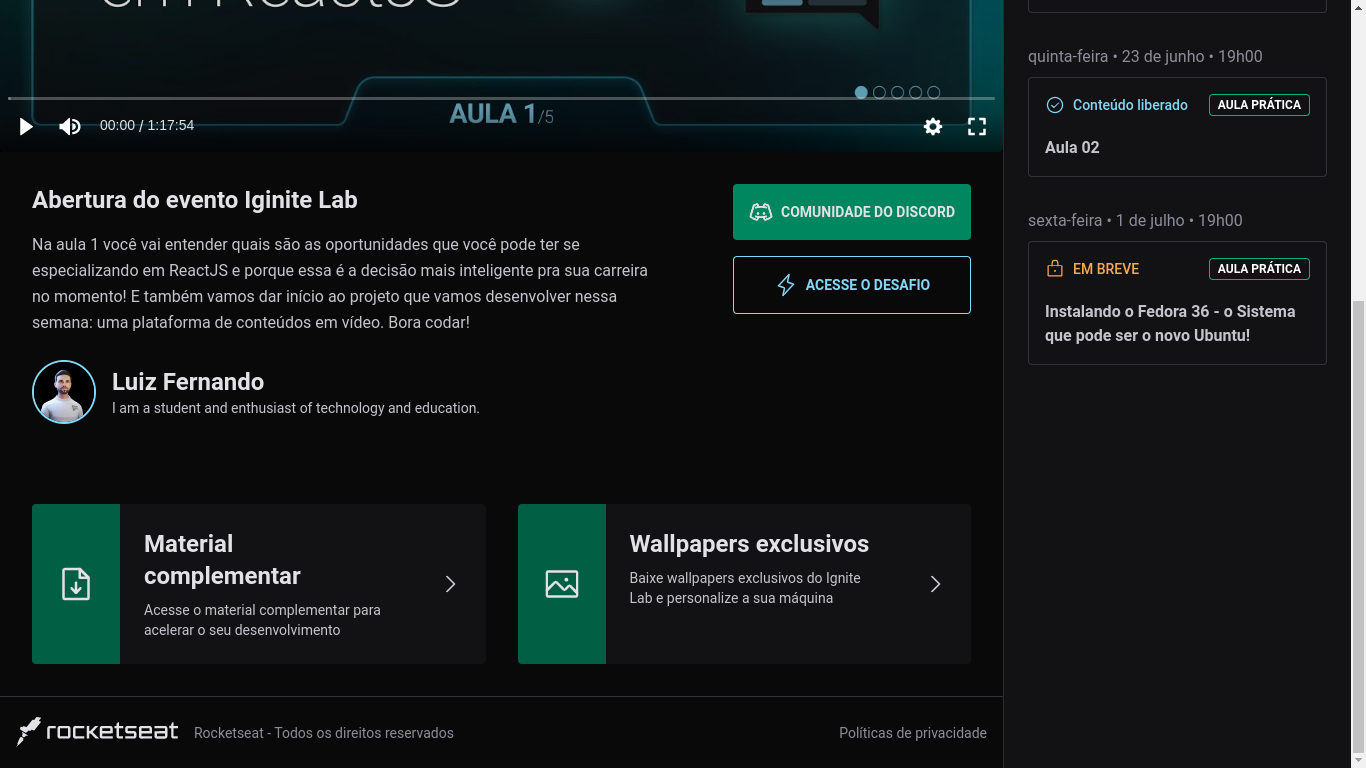 AULA 1/5
00:00 / 1:17:54
Abertura do evento Iginite Lab
Na aula 1 você vai entender quais são as oportunidades que você pode ter se
especializando em ReactJS e porque essa é a decisão mais inteligente pra sua carreira
no momento! E também vamos dar início ao projeto que vamos desenvolver nessa
semana: uma plataforma de conteúdos em vídeo. Bora codar!
COMUNIDADE DO DISCORD
ACESSE O DESAFIO
Luiz Fernando
I am a student and enthusiast of technology and education.
Material
complementar
Acesse o material complementar para
acelerar o seu desenvolvimento
Wallpapers exclusivos
Baixe wallpapers exclusivos do Ignite
Lab e personalize a sua máquina
rocketseat
Rocketseat - Todos os direitos reservados
Políticas de privacidade
quinta-feira • 23 de junho • 19h00
Conteúdo liberado
AULA PRÁTICA
Aula 02
sexta-feira • 1 de julho • 19h00
EM BREVE
AULA PRÁTICA
Instalando o Fedora 36 - o Sistema
que pode ser o novo Ubuntu!